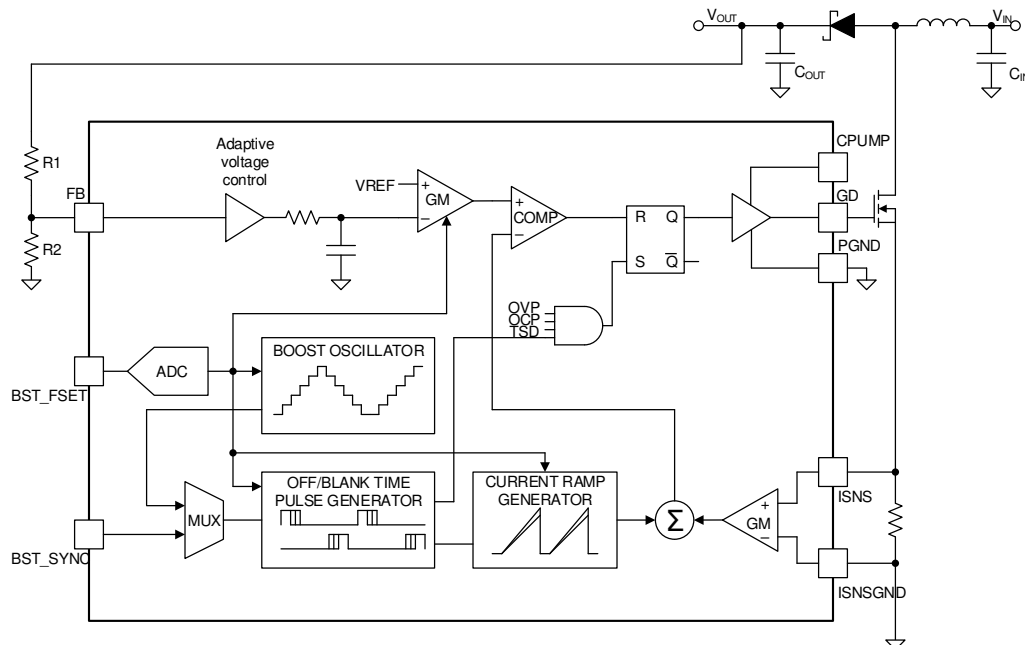 VOUT
VIN
COUT
CIN
R1
R2
FB
Adaptive
voltage
control
VREF
+
GM
−
+
COMP
−
R Q
S Q̅
CPUMP
GD
PGND
OVP
OCP
TSD
BST_FSET
ADC
BOOST OSCILLATOR
BST_SYNC
MUX
OFF/BLANK TIME
PULSE GENERATOR
CURRENT RAMP
GENERATOR
Σ
+
GM
−
ISNS
ISNSGND